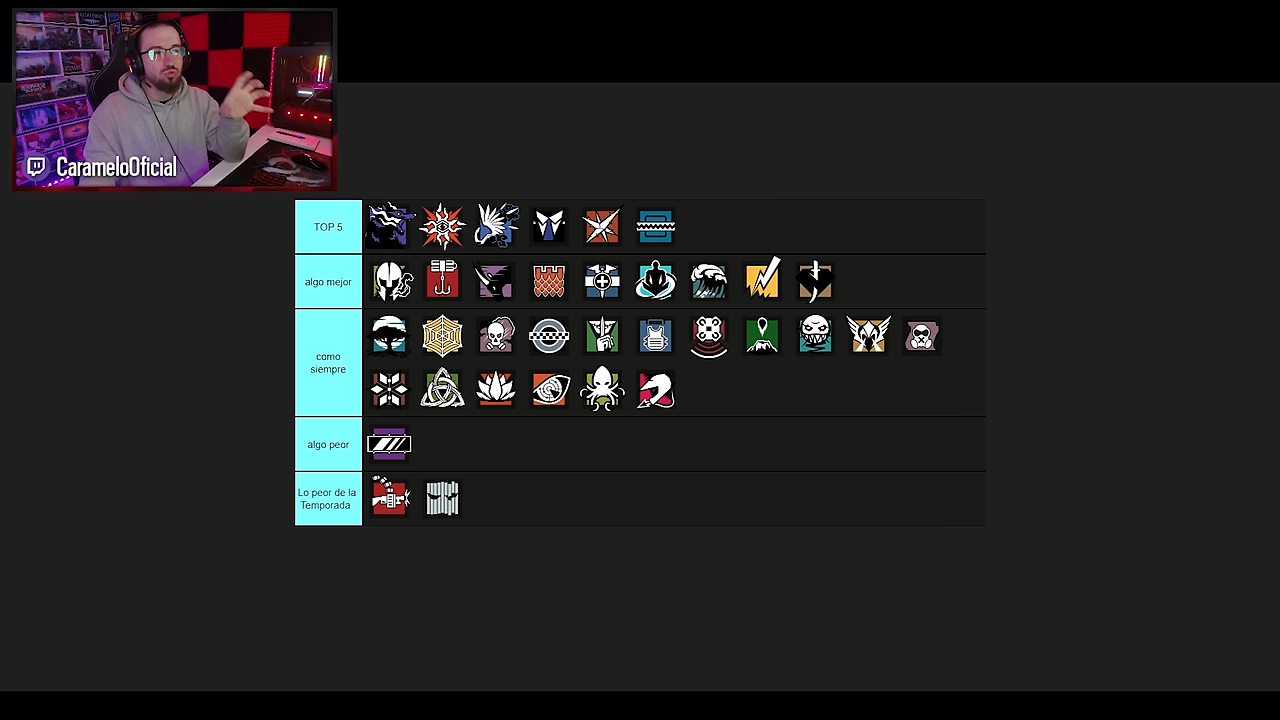 CarameloOficial
TOP 5
algo mejor
como
siempre
algo peor
Lo peor de la
Temporada